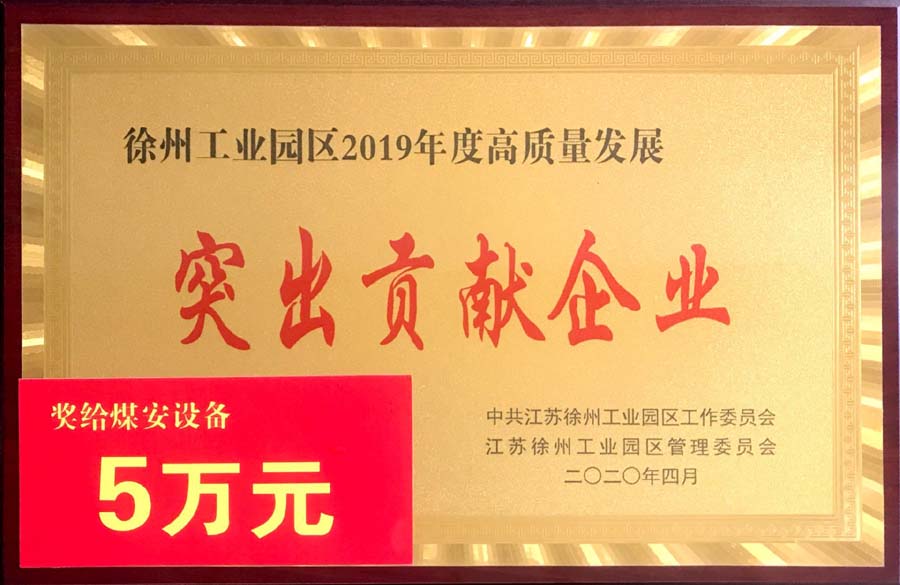 徐州工业园区2019年度高质量发展
突出贡献企业
奖给煤安设备
5万元
中共江苏徐州工业园区工作委员会
江苏徐州工业园区管理委员会
二〇二〇年四月